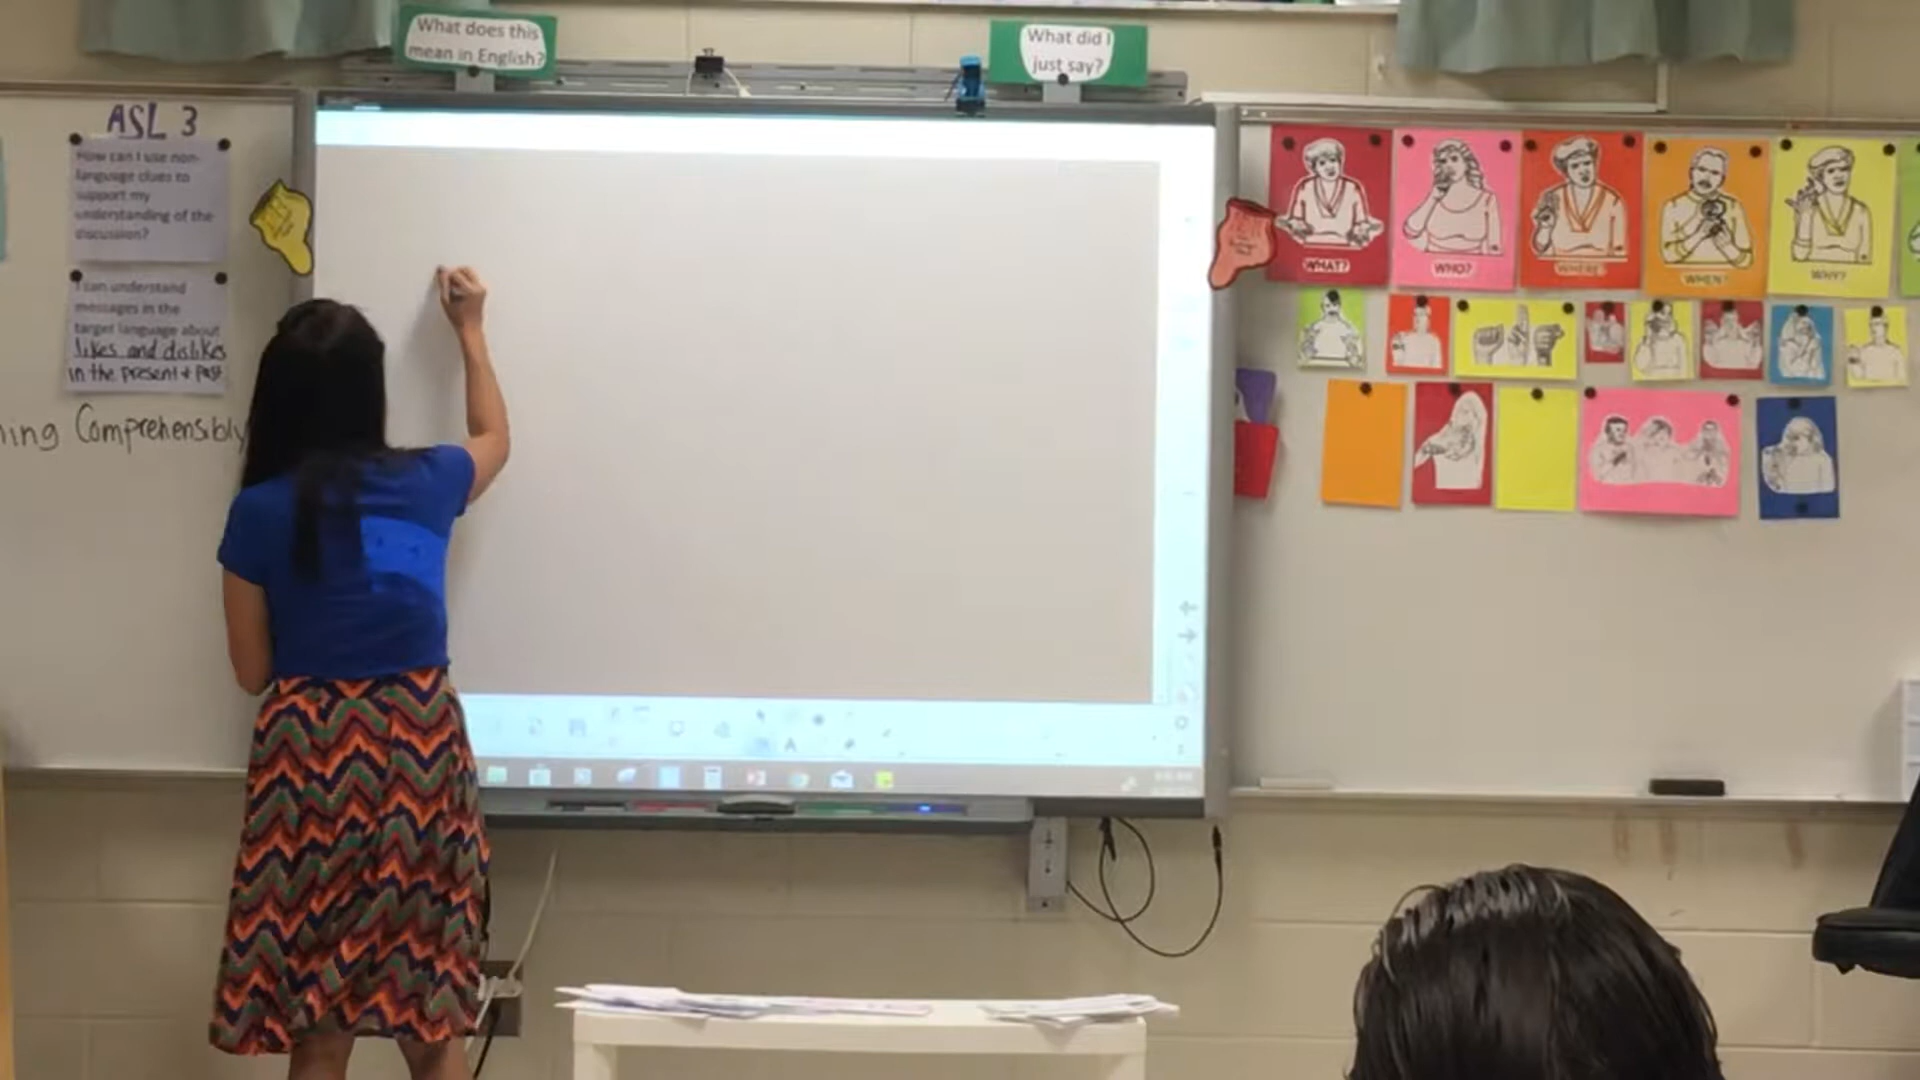 What does this
mean in English?
What did I
just say?
ASL 3
How can I use non-
language clues to
support my
understanding of the
discussion?
I can understand
messages in the
target language about
likes and dislikes
in the present + past
Comprehensibly
WHAT?
WHO?
WHERE?
WHEN?
WHY?
A